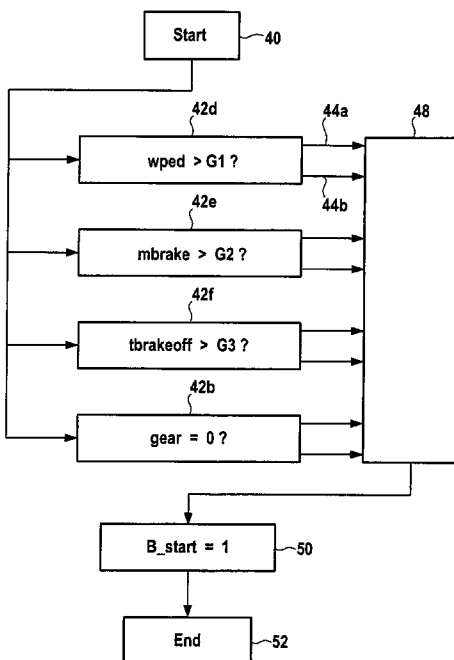 Start
40
42d
44a
48
wped > G1 ?
44b
42e
mbrake > G2 ?
42f
tbrakeoff > G3 ?
42b
gear = 0 ?
B_start = 1
50
End
52